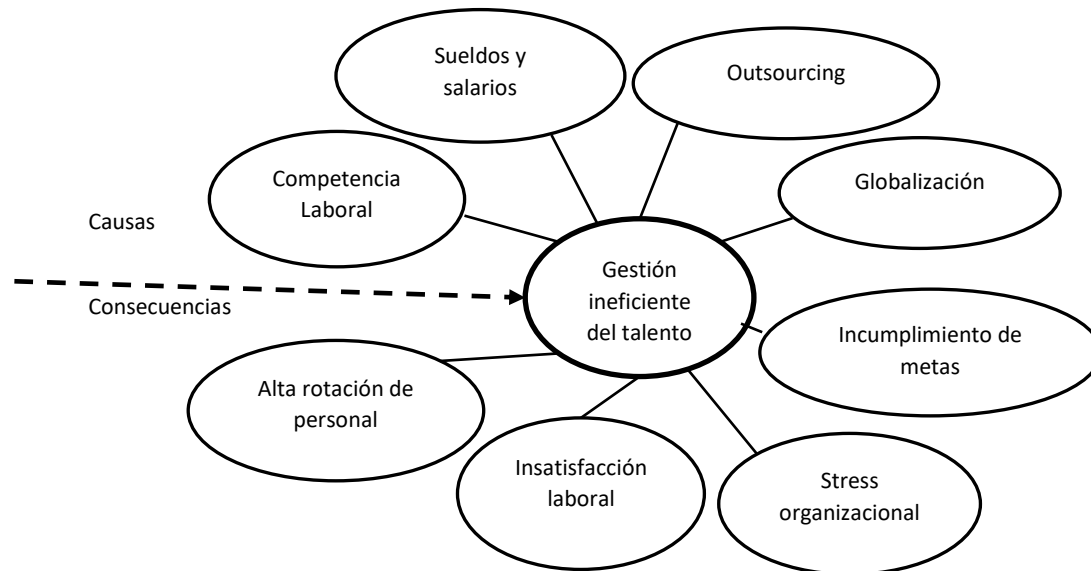 Sueldos y
salarios
Outsourcing
Competencia
Laboral
Globalización
Causas
Gestión
ineficiente
del talento
Consecuencias
Incumplimiento de
metas
Alta rotación de
personal
Insatisfacción
laboral
Stress
organizacional